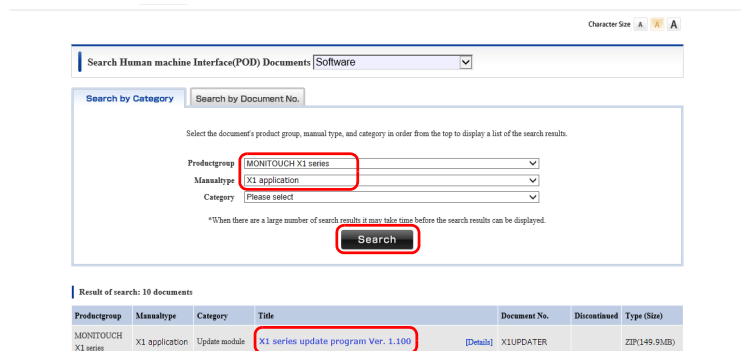 Character Size A A A
Search Human machine Interface(POD) Documents Software
Search by Category Search by Document No.
Select the document's product group, manual type, and category in order from the top to display a list of the search results.
Productgroup MONITOUCH X1 series
Manualtype X1 application
Category Please select
*When there are a large number of search results it may take time before the search results can be displayed.
Search
Result of search: 10 documents
Productgroup Manualtype Category Title Document No. Discontinued Type (Size)
MONITOUCH X1 series X1 application Update module X1 series update program Ver. 1.100 [Details] X1UPDATER ZIP(149.9MB)